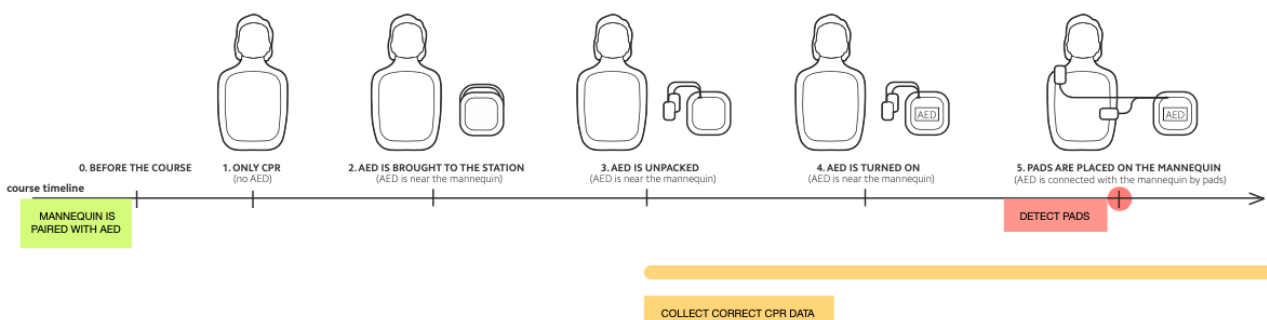 AED
AED
0. BEFORE THE COURSE
1. ONLY CPR
(no AED)
2. AED IS BROUGHT TO THE STATION
(AED is near the mannequin)
3. AED IS UNPACKED
(AED is near the mannequin)
4. AED IS TURNED ON
(AED is near the mannequin)
5. PADS ARE PLACED ON THE MANNEQUIN
(AED is connected with the mannequin by pads)
course timeline
MANNEQUIN IS
PAIRED WITH AED
DETECT PADS
COLLECT CORRECT CPR DATA